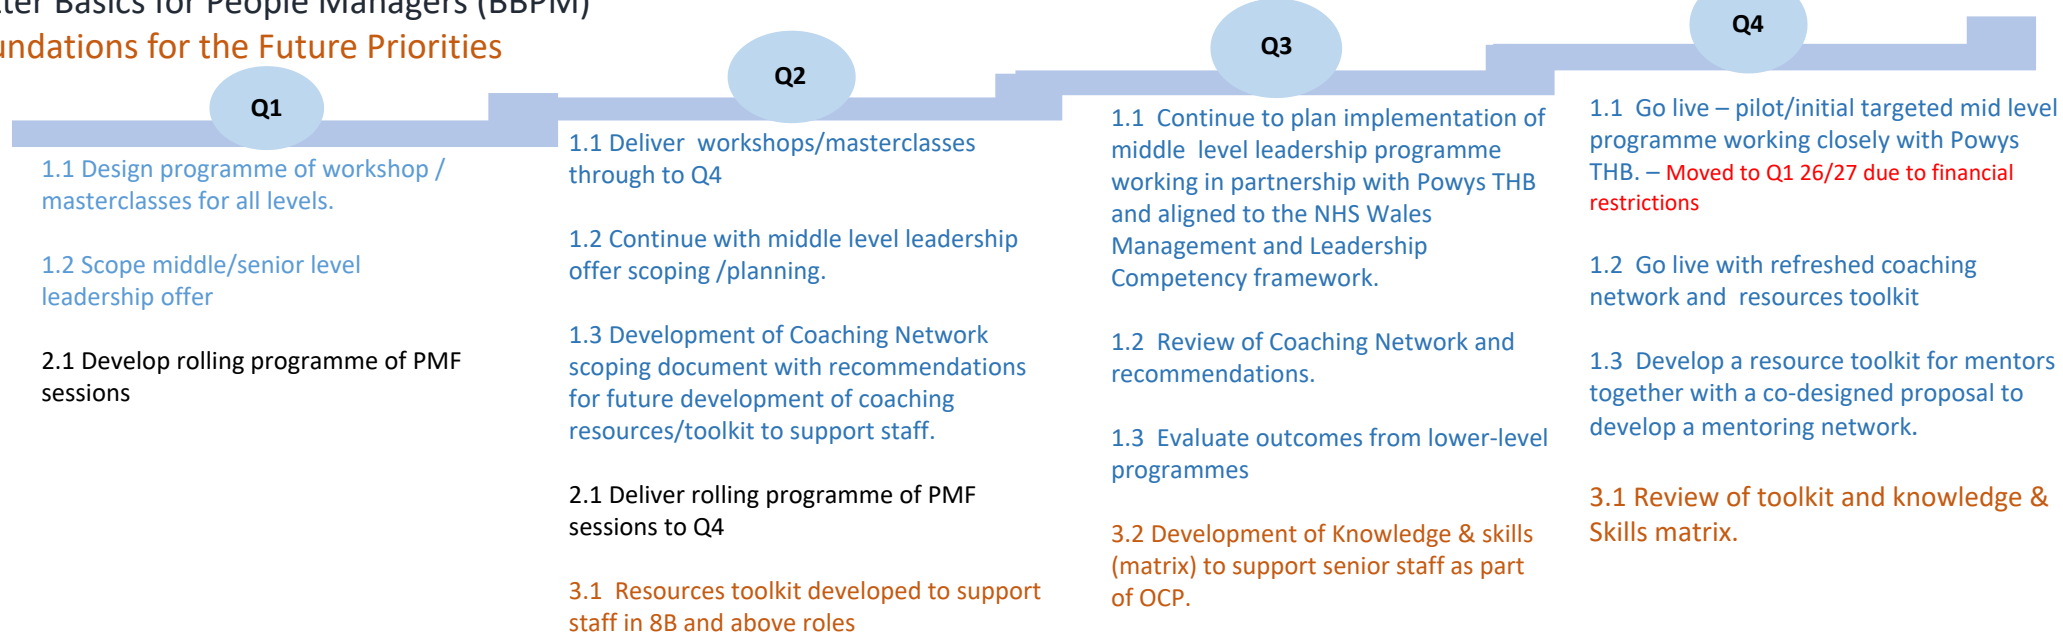 Basics for People Managers (BBPM)
for the Future Priorities
Q1
1.1 Design programme of workshop /
masterclasses for all levels.
1.2 Scope middle/senior level
leadership offer
2.1 Develop rolling programme of PMF
sessions
Q2
1.1 Deliver workshops/masterclasses
through to Q4
1.2 Continue with middle level leadership
offer scoping /planning.
1.3 Development of Coaching Network
scoping document with recommendations
for future development of coaching
resources/toolkit to support staff.
2.1 Deliver rolling programme of PMF
sessions to Q4
3.1 Resources toolkit developed to support
staff in 8B and above roles
Q3
1.1 Continue to plan implementation of
middle level leadership programme
working in partnership with Powys THB
and aligned to the NHS Wales
Management and Leadership
Competency framework.
1.2 Review of Coaching Network and
recommendations.
1.3 Evaluate outcomes from lower-level
programmes
3.2 Development of Knowledge & skills
(matrix) to support senior staff as part
of OCP.
Q4
1.1 Go live – pilot/initial targeted mid level
programme working closely with Powys
THB. – Moved to Q1 26/27 due to financial
restrictions
1.2 Go live with refreshed coaching
network and resources toolkit
1.3 Develop a resource toolkit for mentors
together with a co-designed proposal to
develop a mentoring network.
3.1 Review of toolkit and knowledge &
Skills matrix.